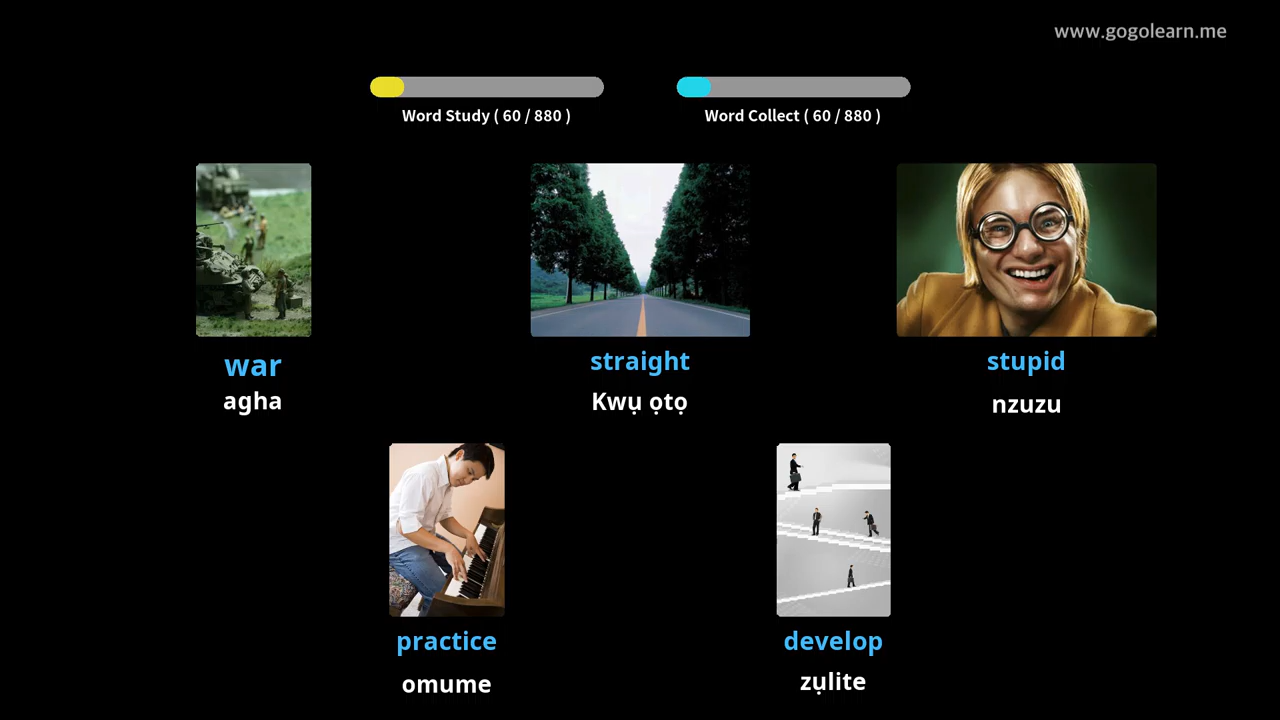 www.gogolearn.me
Word Study ( 60 / 880 )
Word Collect ( 60 / 880 )
war
agha
straight
Kwụ ọtọ
stupid
nzuzu
practice
omume
develop
zụlite